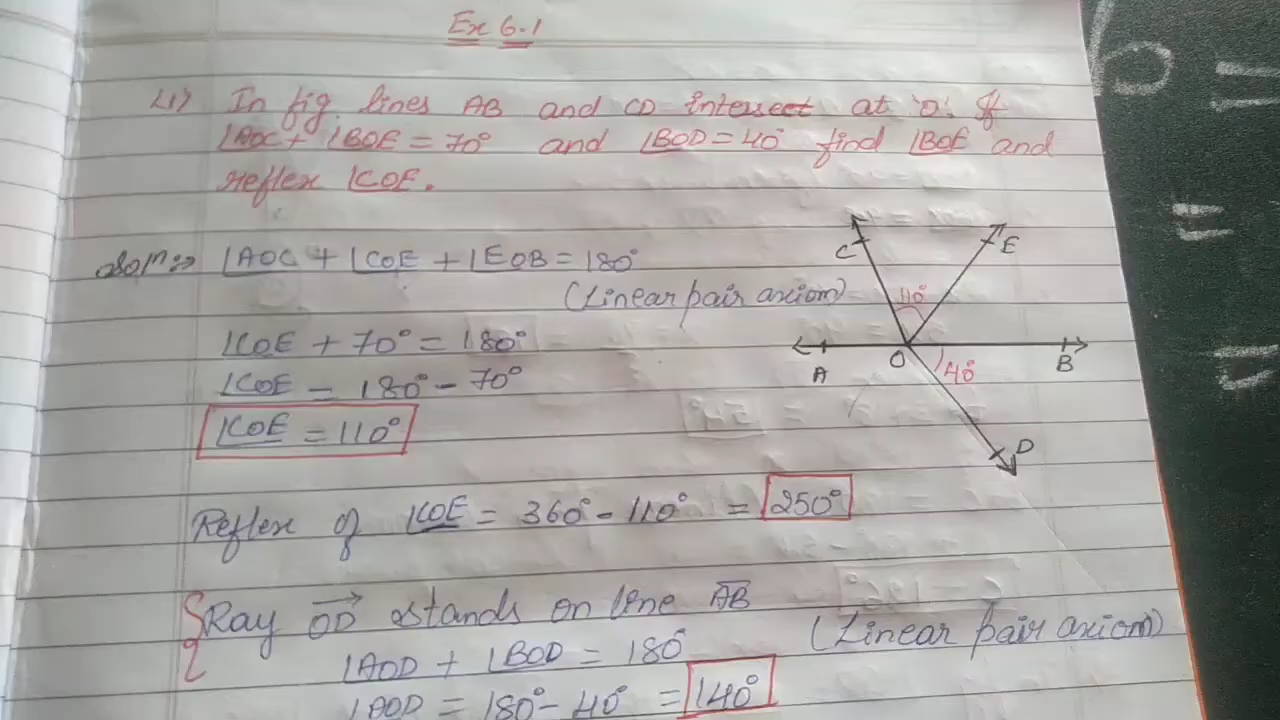 Ex 6.1
(1) In fig. lines AB and CD intersect at 'O'. If
∠AOC + ∠BOE = 70° and ∠BOD = 40° find ∠BOE and
reflex ∠COE.
∠AOC + ∠COE + ∠EOB = 180°
(Linear pair axiom)
∠COE + 70° = 180°
∠COE = 180° - 70°
∠COE = 110°
C
E
110°
A
O
B
40°
D
Reflex of ∠COE = 360° - 110° = 250°
Ray OD stands on line AB
(Linear pair axiom)
∠AOD + ∠BOD = 180°
∠AOD = 180° - 40° = 140°